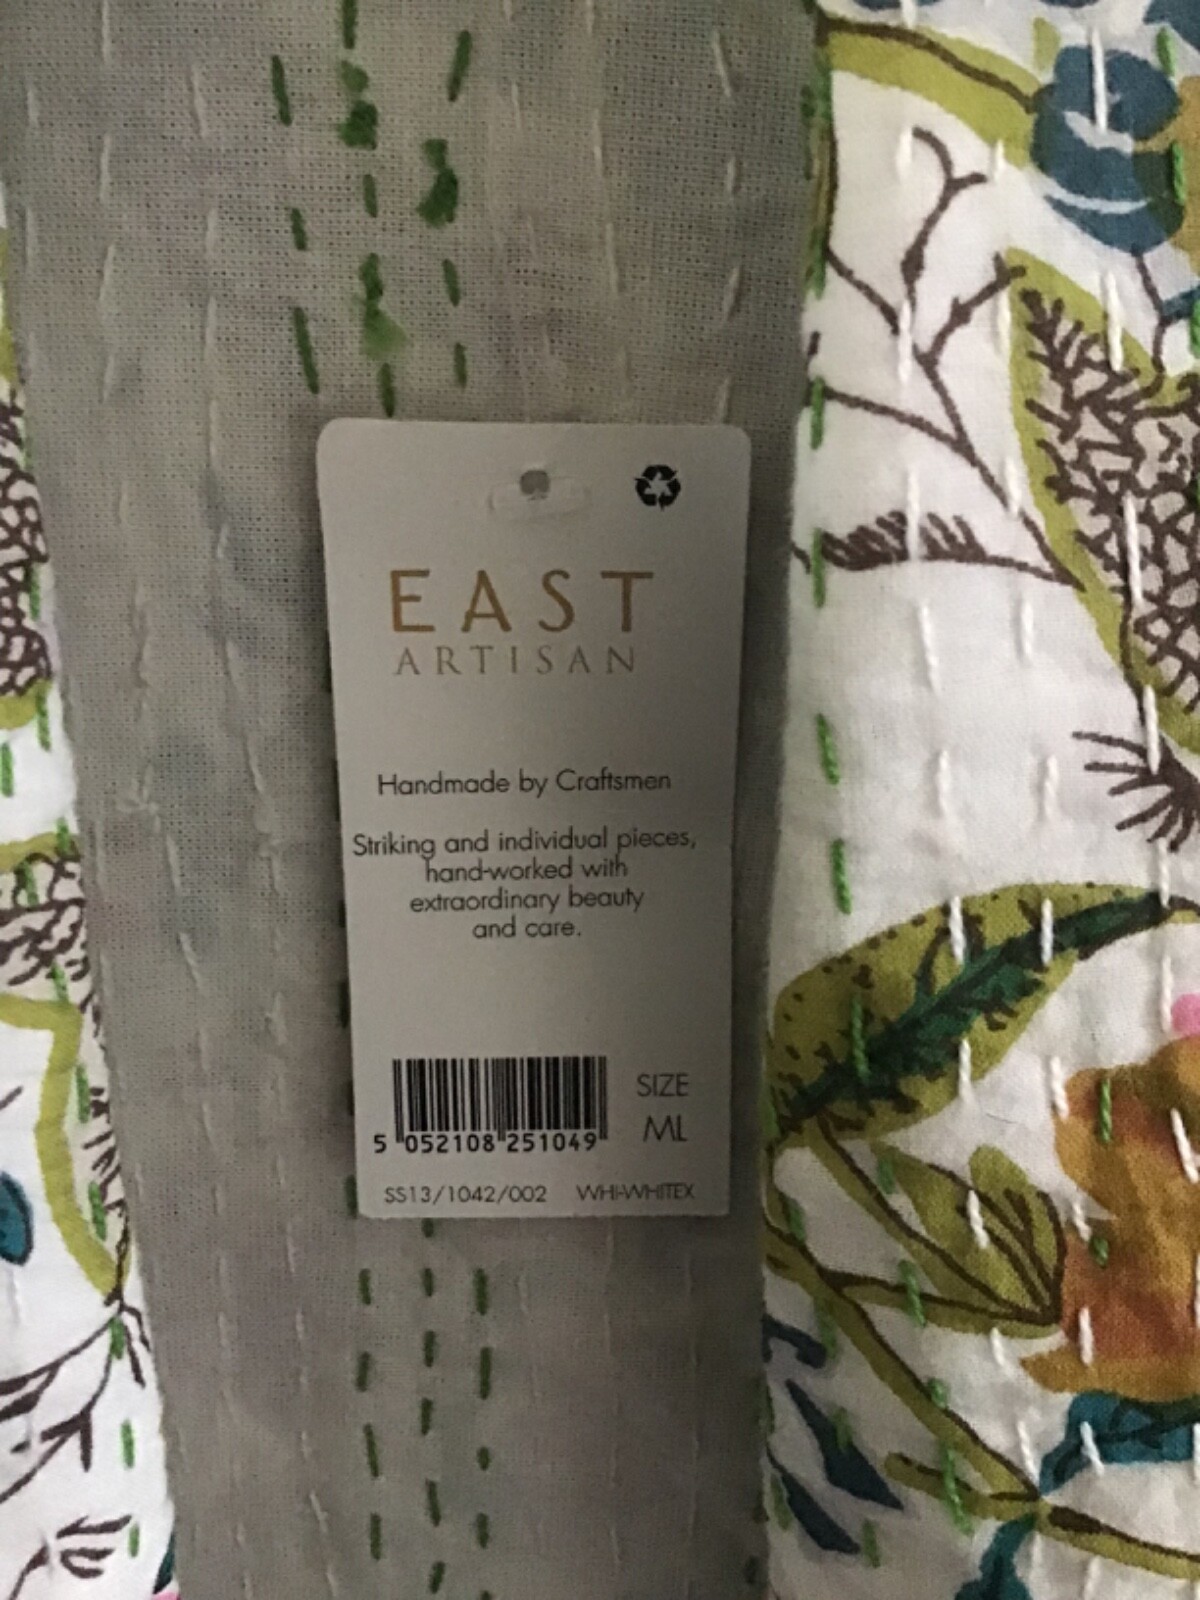 EAST
ARTISAN
Handmade by Craftsmen
Striking and individual pieces,
hand-worked with
extraordinary beauty
and care.
SIZE
ML
5 052108 251049
SS13/1042/002 WHI-WHITEX